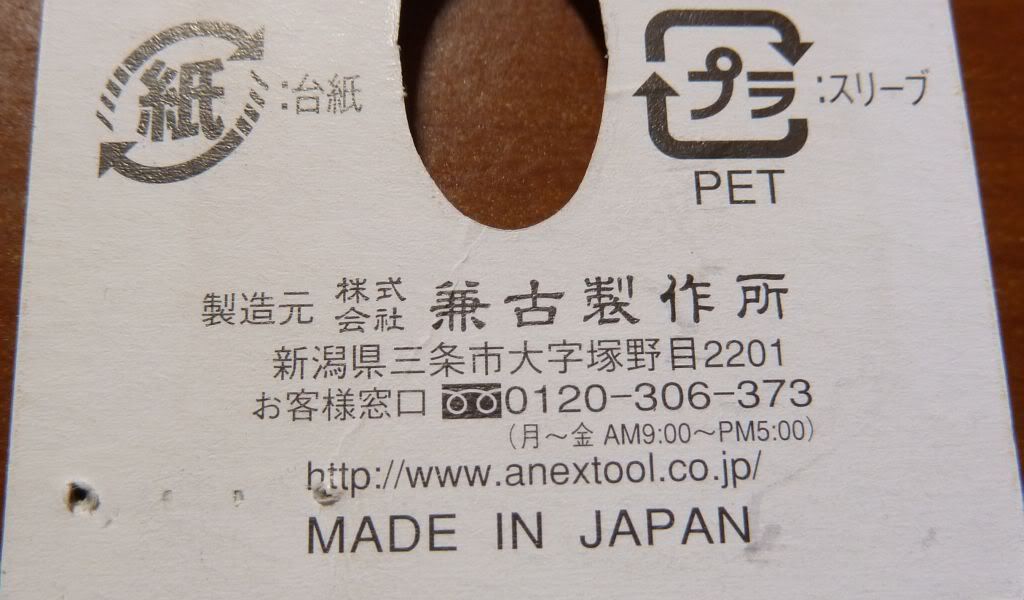 紙:台紙
プラ:スリーブ
PET
製造元 株式会社 兼古製作所
新潟県三条市大字塚野目2201
お客様窓口 0120-306-373
(月~金 AM9:00~PM5:00)
http://www.anextool.co.jp/
MADE IN JAPAN